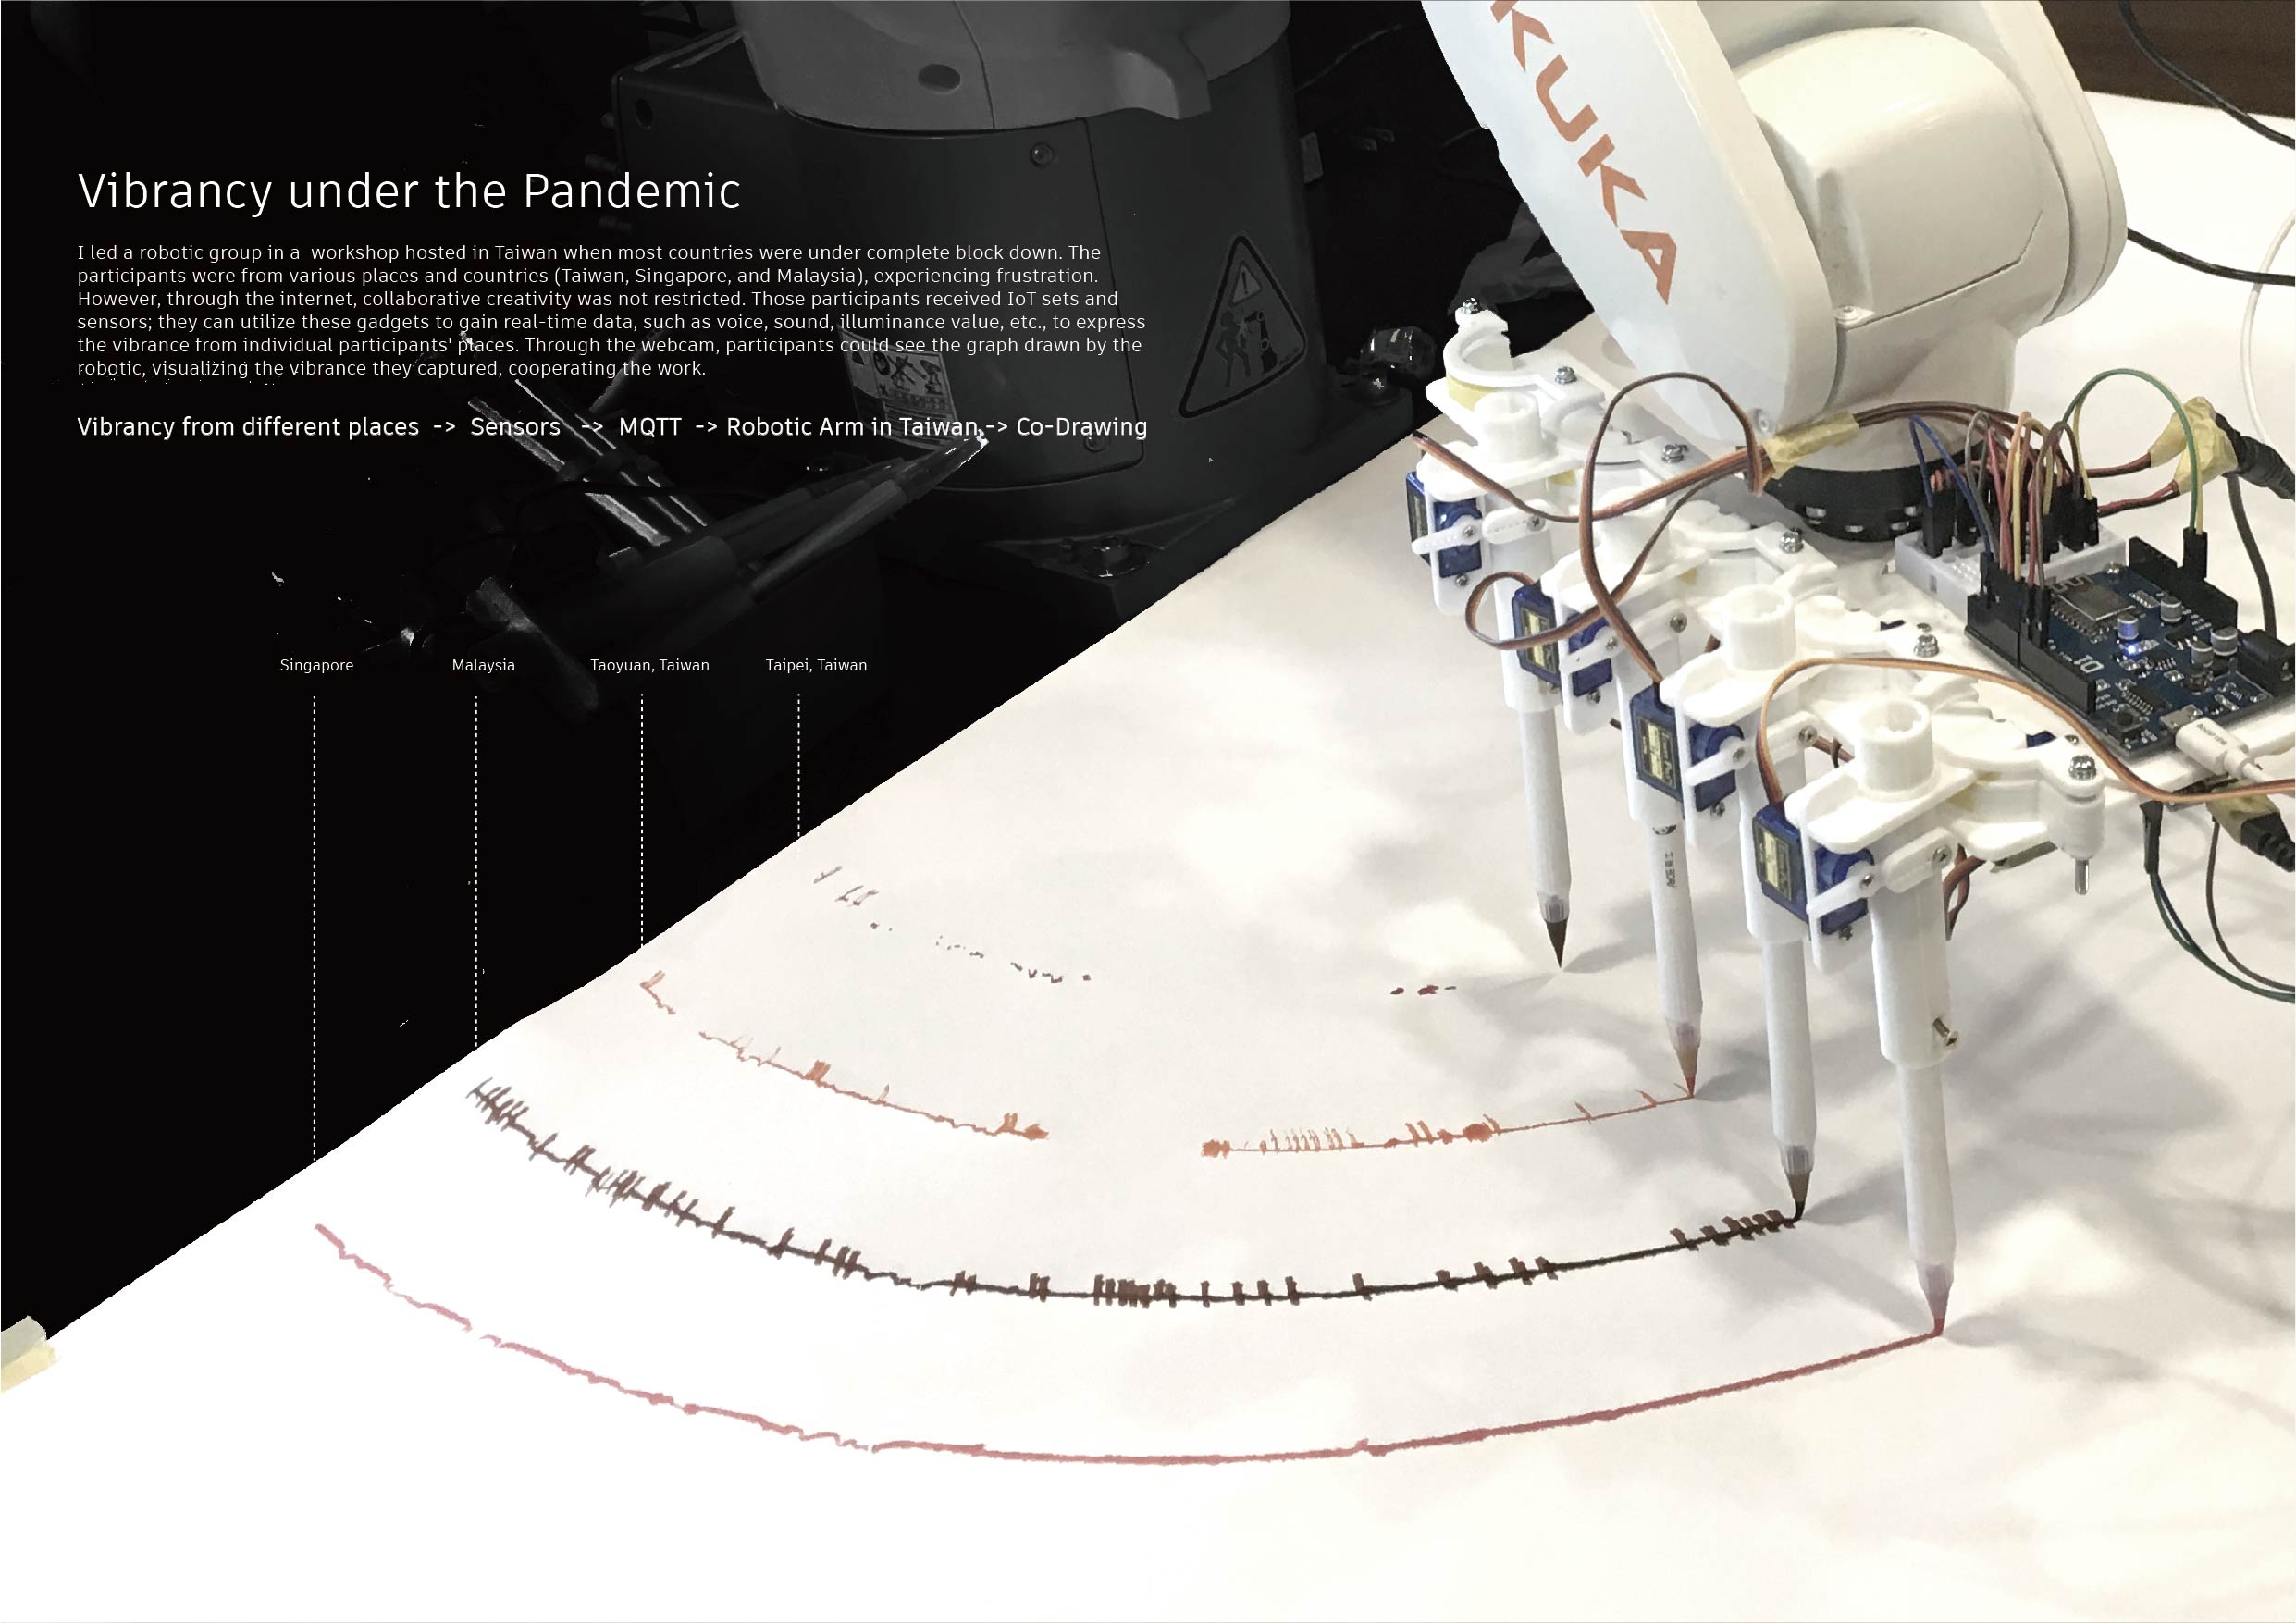 KUKA
Vibrancy under the Pandemic
I led a robotic group in a  workshop hosted in Taiwan when most countries were under complete block down. The
participants were from various places and countries (Taiwan, Singapore, and Malaysia), experiencing frustration.
However, through the internet, collaborative creativity was not restricted. Those participants received IoT sets and
sensors; they can utilize these gadgets to gain real-time data, such as voice, sound, illuminance value, etc., to express
the vibrance from individual participants' places. Through the webcam, participants could see the graph drawn by the
robotic, visualizing the vibrance they captured, cooperating the work.
Vibrancy from different places -> Sensors -> MQTT -> Robotic Arm in Taiwan -> Co-Drawing
Singapore
Malaysia
Taoyuan, Taiwan
Taipei, Taiwan
D1